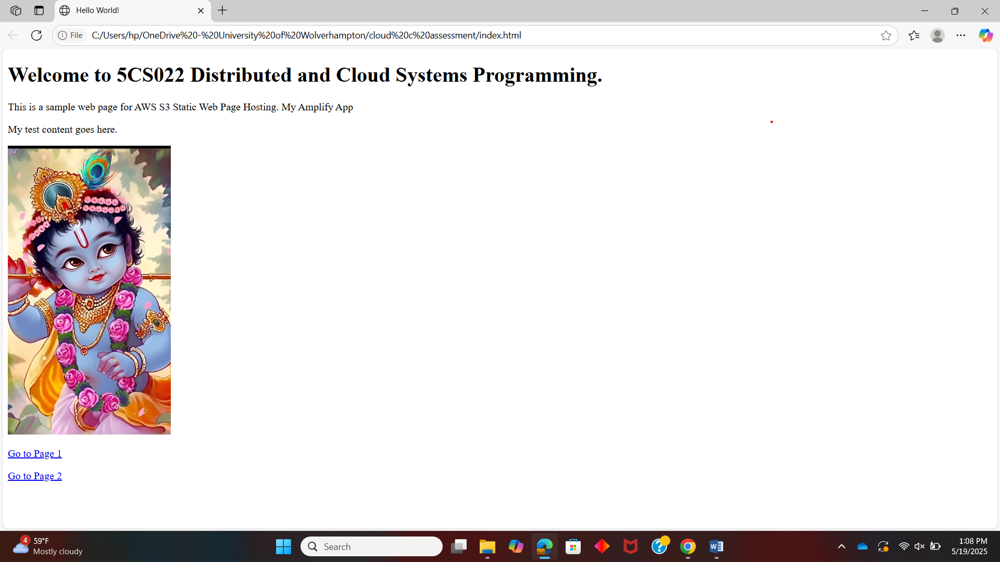 Hello World!
File C:/Users/hp/OneDrive%20-%20University%20of%20Wolverhampton/cloud%20c%20assessment/index.html
Welcome to 5CS022 Distributed and Cloud Systems Programming.
This is a sample web page for AWS S3 Static Web Page Hosting. My Amplify App
My test content goes here.
Go to Page 1
Go to Page 2
4
59°F
Mostly cloudy
Search
W
1:08 PM
5/19/2025